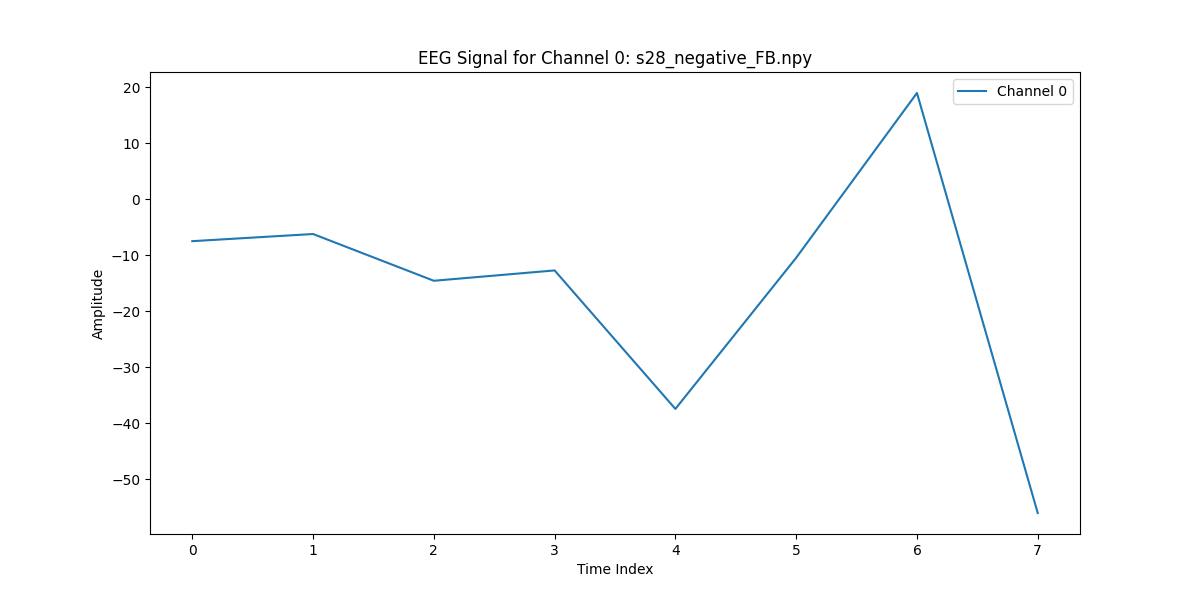 EEG Signal for Channel 0: s28_negative_FB.npy
Channel 0
20
10
0
−10
−20
−30
−40
−50
Amplitude
0 1 2 3 4 5 6 7
Time Index